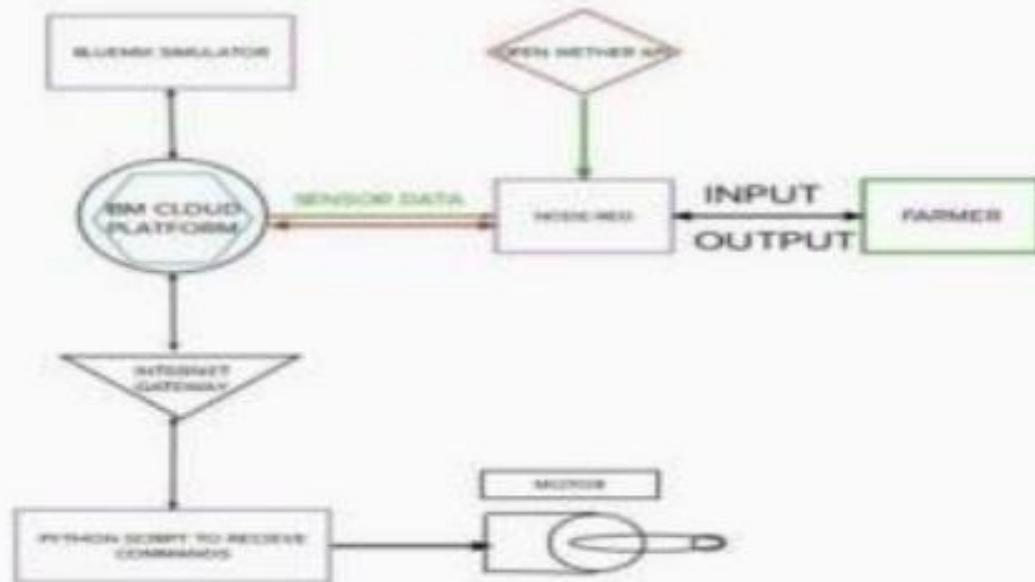 BLUEMIX SIMULATOR
OPEN WETHER API
BM CLOUD
PLATFORM
SENSOR DATA
NODE-RED
INPUT
OUTPUT
FARMER
INTERNET
GATEWAY
MOTOR
PYTHON SCRIPT TO RECIEVE
COMMANDS